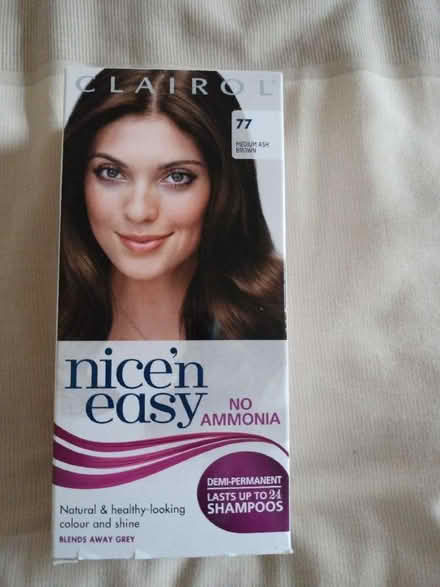 CLAIROL
77
MEDIUM ASH
BROWN
nice'n
easy
NO
AMMONIA
DEMI-PERMANENT
LASTS UP TO 24
SHAMPOOS
Natural & healthy-looking
colour and shine
BLENDS AWAY GREY